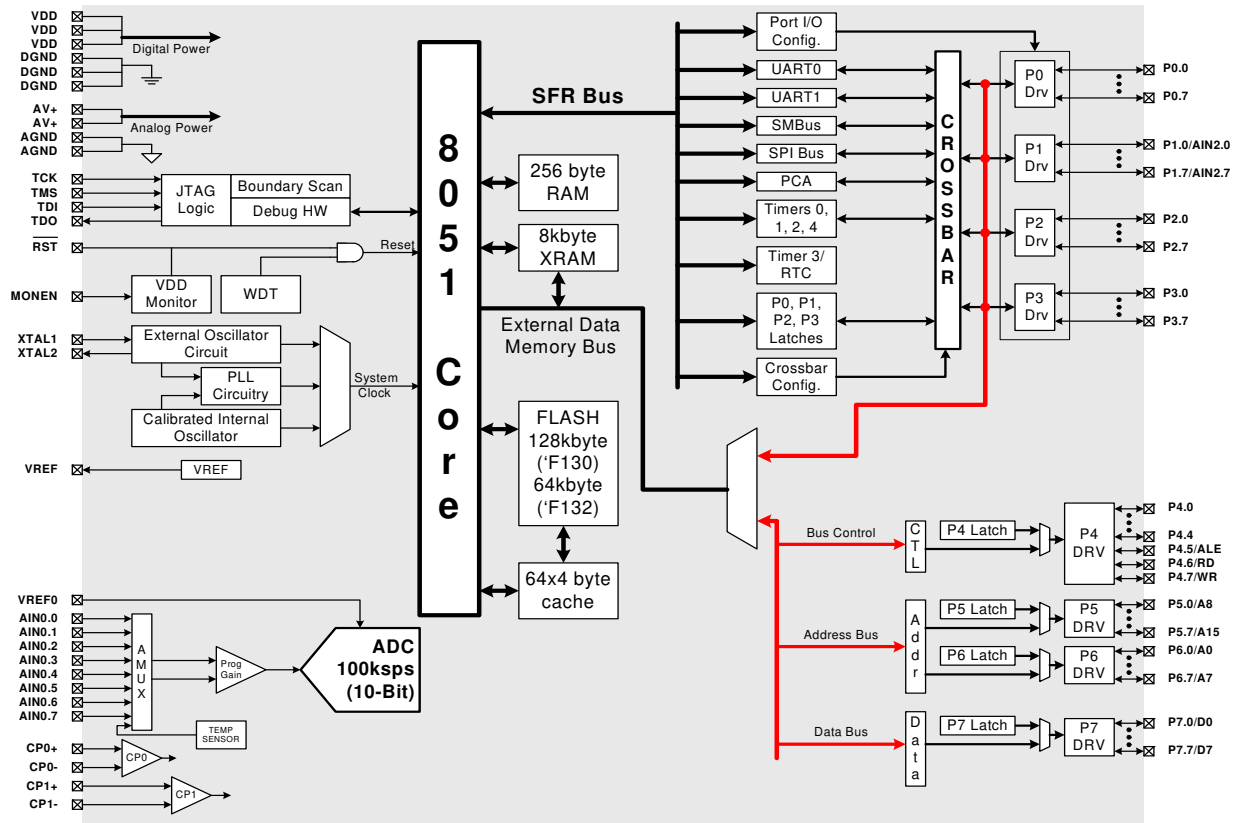 VDD
VDD
VDD
Digital Power
DGND
DGND
DGND
AV+
AV+
Analog Power
AGND
AGND
TCK
TMS
TDI
TDO
JTAG
Logic
Boundary Scan
Debug HW
RST
Reset
MONEN
VDD
Monitor
WDT
XTAL1
XTAL2
External Oscillator
Circuit
PLL
Circuitry
Calibrated Internal
Oscillator
System
Clock
VREF
VREF
VREF0
AIN0.0
AIN0.1
AIN0.2
AIN0.3
AIN0.4
AIN0.5
AIN0.6
AIN0.7
AMUX
Prog
Gain
ADC
100ksps
(10-Bit)
TEMP
SENSOR
CP0+
CP0-
CP0
CP1+
CP1-
CP1
8051 Core
SFR Bus
256 byte
RAM
8kbyte
XRAM
External Data
Memory Bus
FLASH
128kbyte
(‘F130)
64kbyte
(‘F132)
64x4 byte
cache
Port I/O
Config.
UART0
UART1
SMBus
SPI Bus
PCA
Timers 0,
1, 2, 4
Timer 3/
RTC
P0, P1,
P2, P3
Latches
Crossbar
Config.
CROSSBAR
P0
Drv
P1
Drv
P2
Drv
P3
Drv
P0.0
P0.7
P1.0/AIN2.0
P1.7/AIN2.7
P2.0
P2.7
P3.0
P3.7
Bus Control
CTL
P4 Latch
P4
DRV
P4.0
P4.4
P4.5/ALE
P4.6/RD
P4.7/WR
Address Bus
Addr
P5 Latch
P5
DRV
P5.0/A8
P5.7/A15
P6 Latch
P6
DRV
P6.0/A0
P6.7/A7
Data Bus
Data
P7 Latch
P7
DRV
P7.0/D0
P7.7/D7